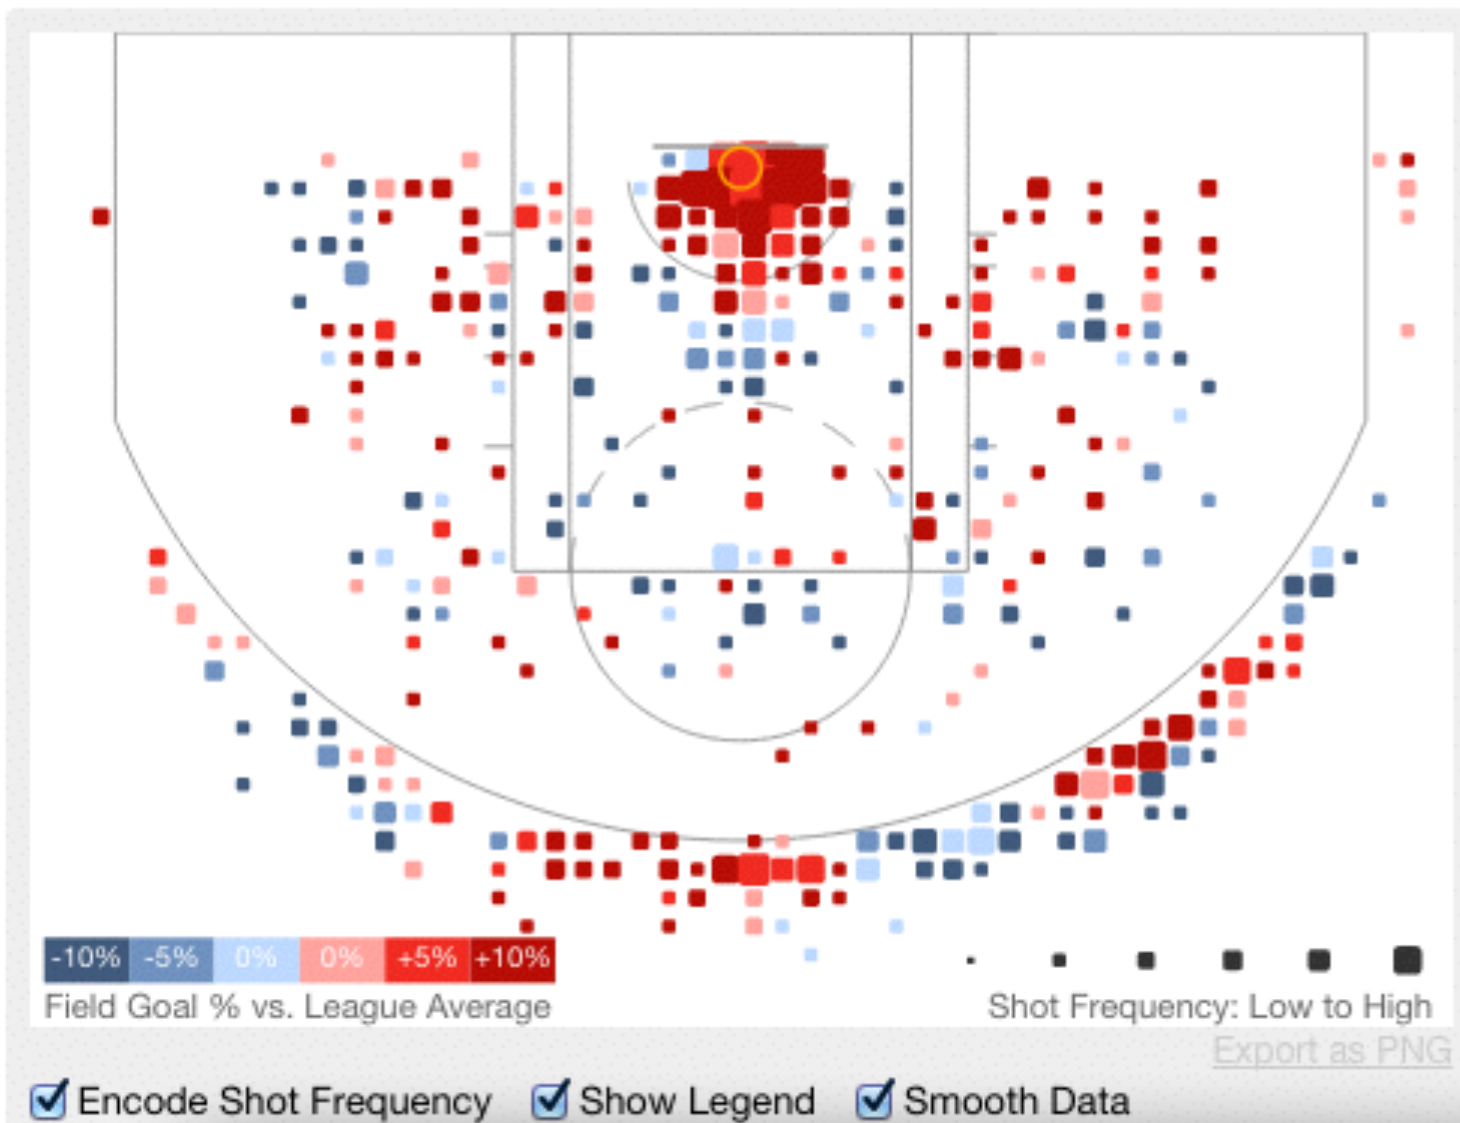 -10% -5% 0% 0% +5% +10%
Field Goal % vs. League Average
Shot Frequency: Low to High
Export as PNG
Encode Shot Frequency Show Legend Smooth Data